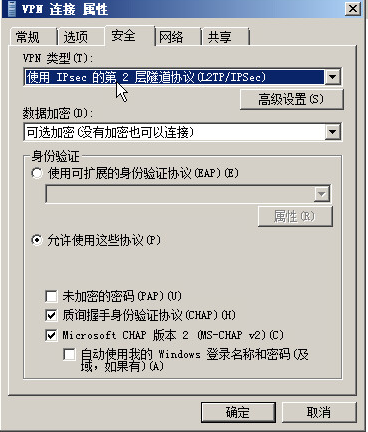 VPN 连接 属性
常规 选项 安全 网络 共享
VPN 类型(T):
使用 IPsec 的第 2 层隧道协议(L2TP/IPSec)
高级设置(S)
数据加密(D):
可选加密(没有加密也可以连接)
身份验证
使用可扩展的身份验证协议(EAP)(E)
属性(R)
允许使用这些协议(P)
未加密的密码(PAP)(U)
质询握手身份验证协议(CHAP)(H)
Microsoft CHAP 版本 2 (MS-CHAP v2)(C)
自动使用我的 Windows 登录名称和密码(及
域，如果有)(A)
确定 取消